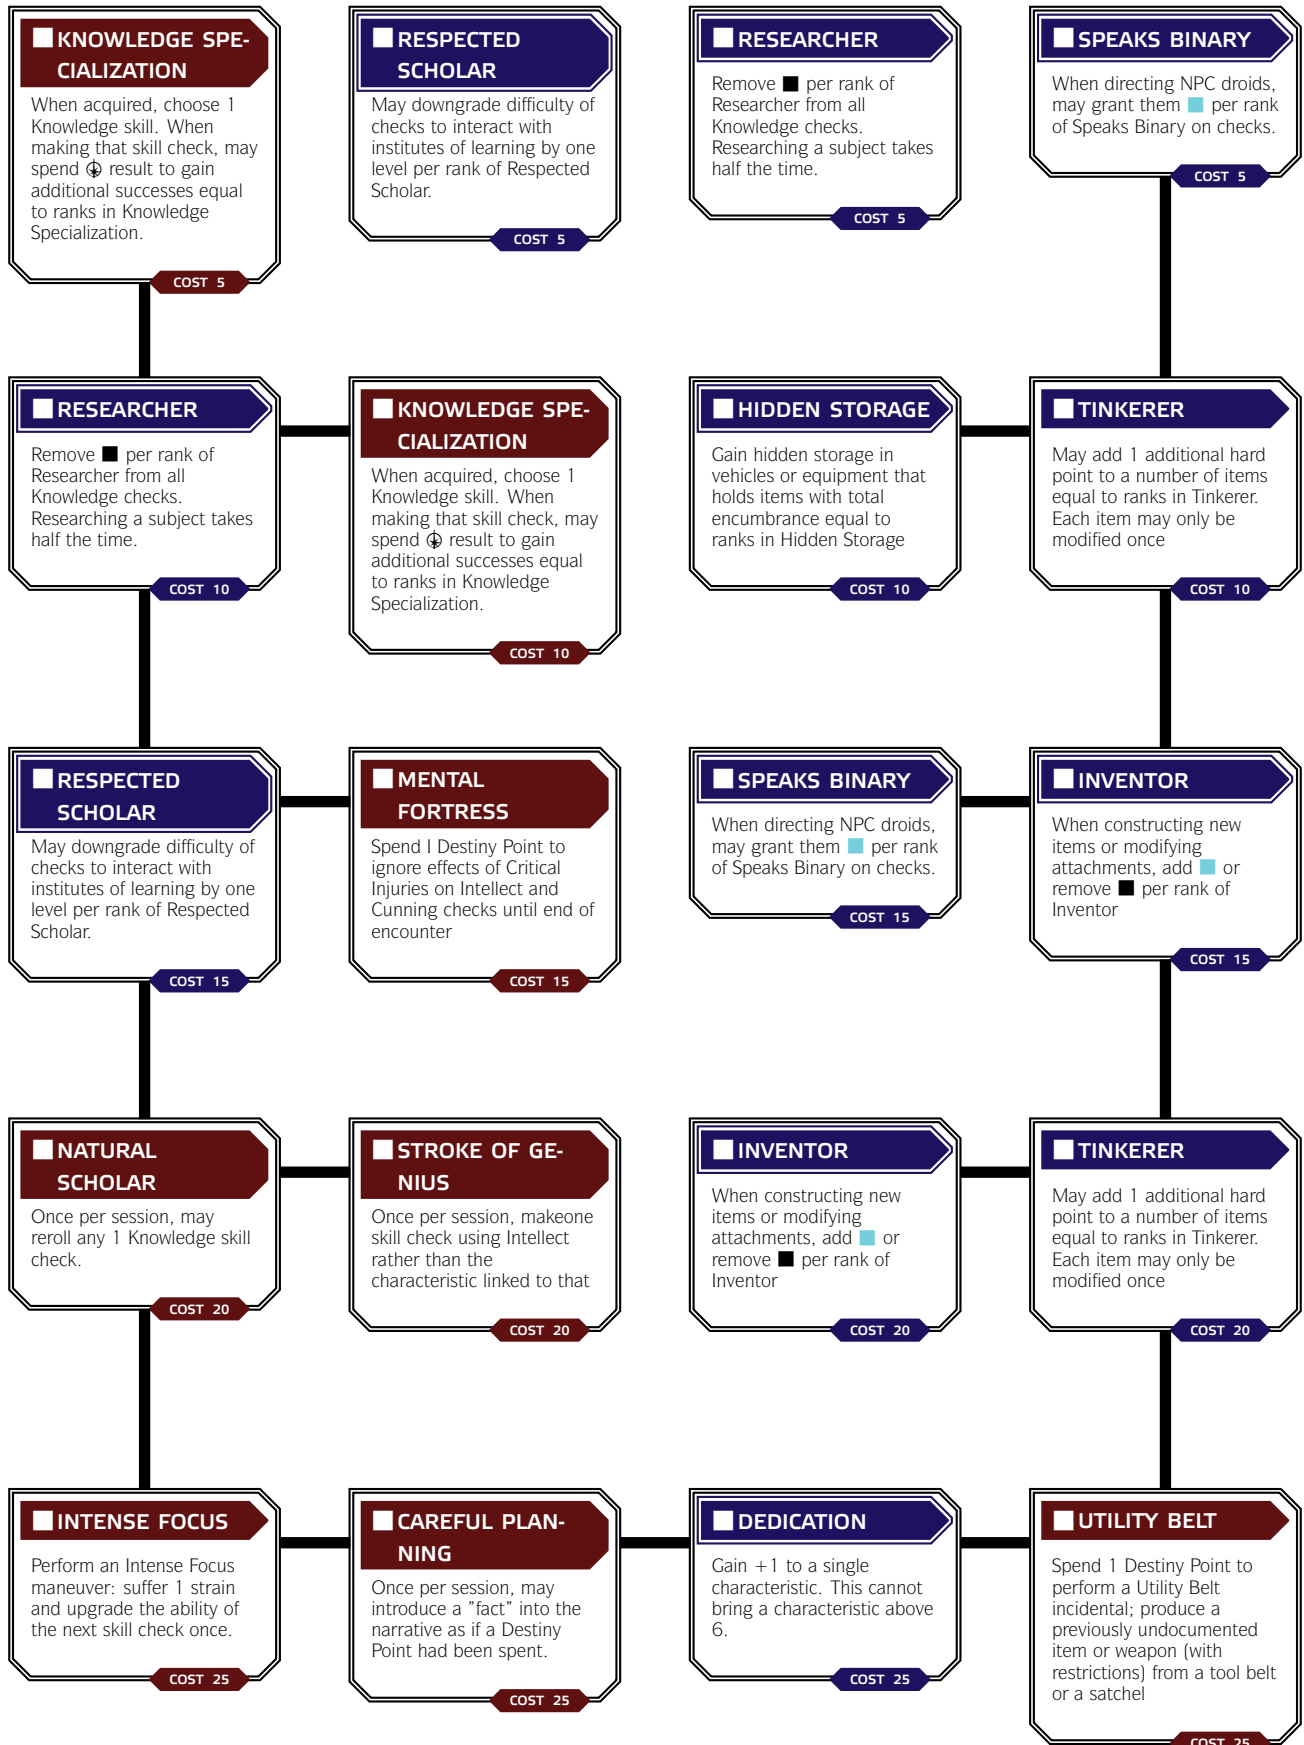 KNOWLEDGE SPE-
CIALIZATION
When acquired, choose 1
Knowledge skill. When
making that skill check, may
spend result to gain
additional successes equal
to ranks in Knowledge
Specialization.
COST 5
RESPECTED
SCHOLAR
May downgrade difficulty of
checks to interact with
institutes of learning by one
level per rank of Respected
Scholar.
COST 5
RESEARCHER
Remove ■ per rank of
Researcher from all
Knowledge checks.
Researching a subject takes
half the time.
COST 5
SPEAKS BINARY
When directing NPC droids,
may grant them ■ per rank
of Speaks Binary on checks.
COST 5
RESEARCHER
Remove ■ per rank of
Researcher from all
Knowledge checks.
Researching a subject takes
half the time.
COST 10
KNOWLEDGE SPE-
CIALIZATION
When acquired, choose 1
Knowledge skill. When
making that skill check, may
spend result to gain
additional successes equal
to ranks in Knowledge
Specialization.
COST 10
HIDDEN STORAGE
Gain hidden storage in
vehicles or equipment that
holds items with total
encumbrance equal to
ranks in Hidden Storage
COST 10
TINKERER
May add 1 additional hard
point to a number of items
equal to ranks in Tinkerer.
Each item may only be
modified once
COST 10
RESPECTED
SCHOLAR
May downgrade difficulty of
checks to interact with
institutes of learning by one
level per rank of Respected
Scholar.
COST 15
MENTAL
FORTRESS
Spend I Destiny Point to
ignore effects of Critical
Injuries on Intellect and
Cunning checks until end of
encounter
COST 15
SPEAKS BINARY
When directing NPC droids,
may grant them ■ per rank
of Speaks Binary on checks.
COST 15
INVENTOR
When constructing new
items or modifying
attachments, add ■ or
remove ■ per rank of
Inventor
COST 15
NATURAL
SCHOLAR
Once per session, may
reroll any 1 Knowledge skill
check.
COST 20
STROKE OF GE-
NIUS
Once per session, makeone
skill check using Intellect
rather than the
characteristic linked to that
COST 20
INVENTOR
When constructing new
items or modifying
attachments, add ■ or
remove ■ per rank of
Inventor
COST 20
TINKERER
May add 1 additional hard
point to a number of items
equal to ranks in Tinkerer.
Each item may only be
modified once
COST 20
INTENSE FOCUS
Perform an Intense Focus
maneuver: suffer 1 strain
and upgrade the ability of
the next skill check once.
COST 25
CAREFUL PLAN-
NING
Once per session, may
introduce a "fact" into the
narrative as if a Destiny
Point had been spent.
COST 25
DEDICATION
Gain +1 to a single
characteristic. This cannot
bring a characteristic above
6.
COST 25
UTILITY BELT
Spend 1 Destiny Point to
perform a Utility Belt
incidental; produce a
previously undocumented
item or weapon (with
restrictions) from a tool belt
or a satchel
COST 25